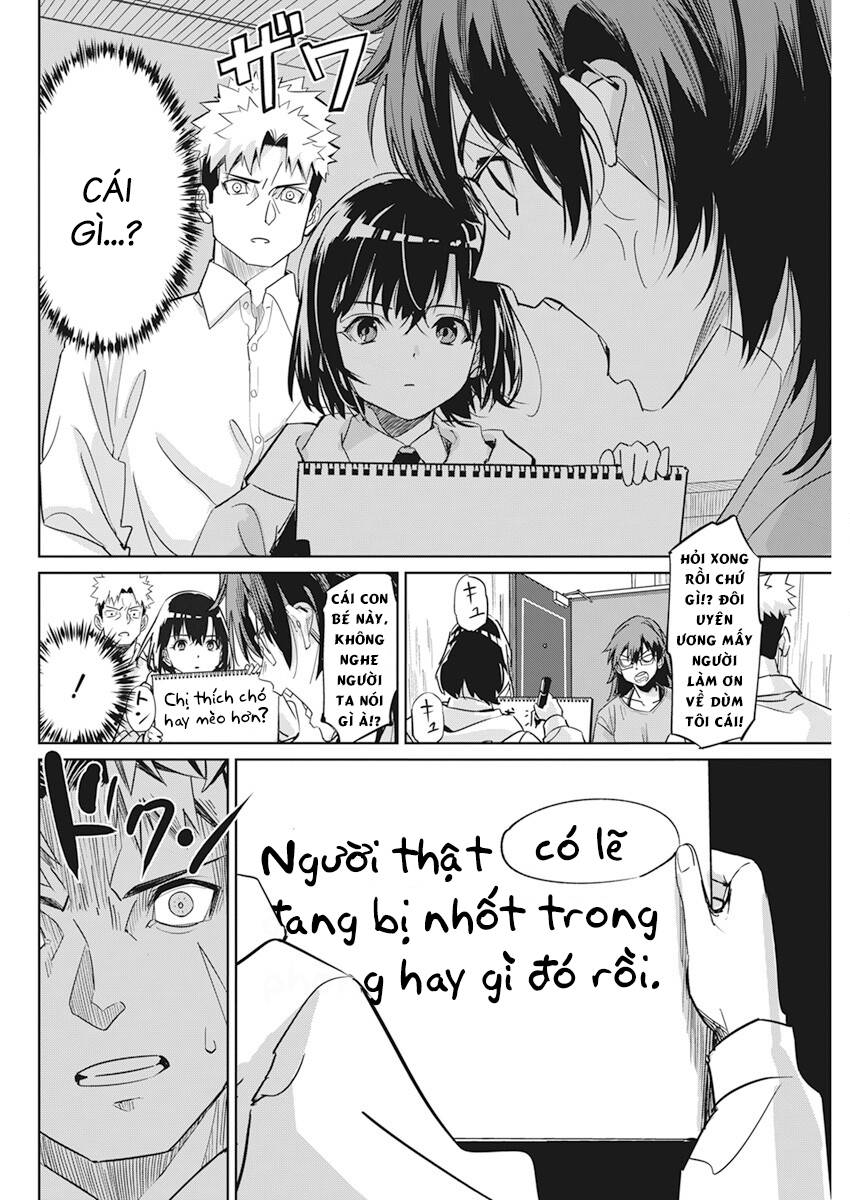 ザワ
CÁI
GÌ...?
HỎI XONG
RỒI CHỨ
GÌ!? ĐÔI
UYÊN
ƯƠNG MẤY
NGƯỜI
LÀM ƠN
VỀ DÙM
TÔI CÁI!
キュ
キュ
CÁI CON
BÉ NÀY,
KHÔNG
NGHE
NGƯỜI
TA NÓI
GÌ À!?
Chị thích chó
hay mèo hơn?
!
トン
Người thật có lẽ
đang bị nhốt trong
phòng hay gì đó rồi.
ドクン